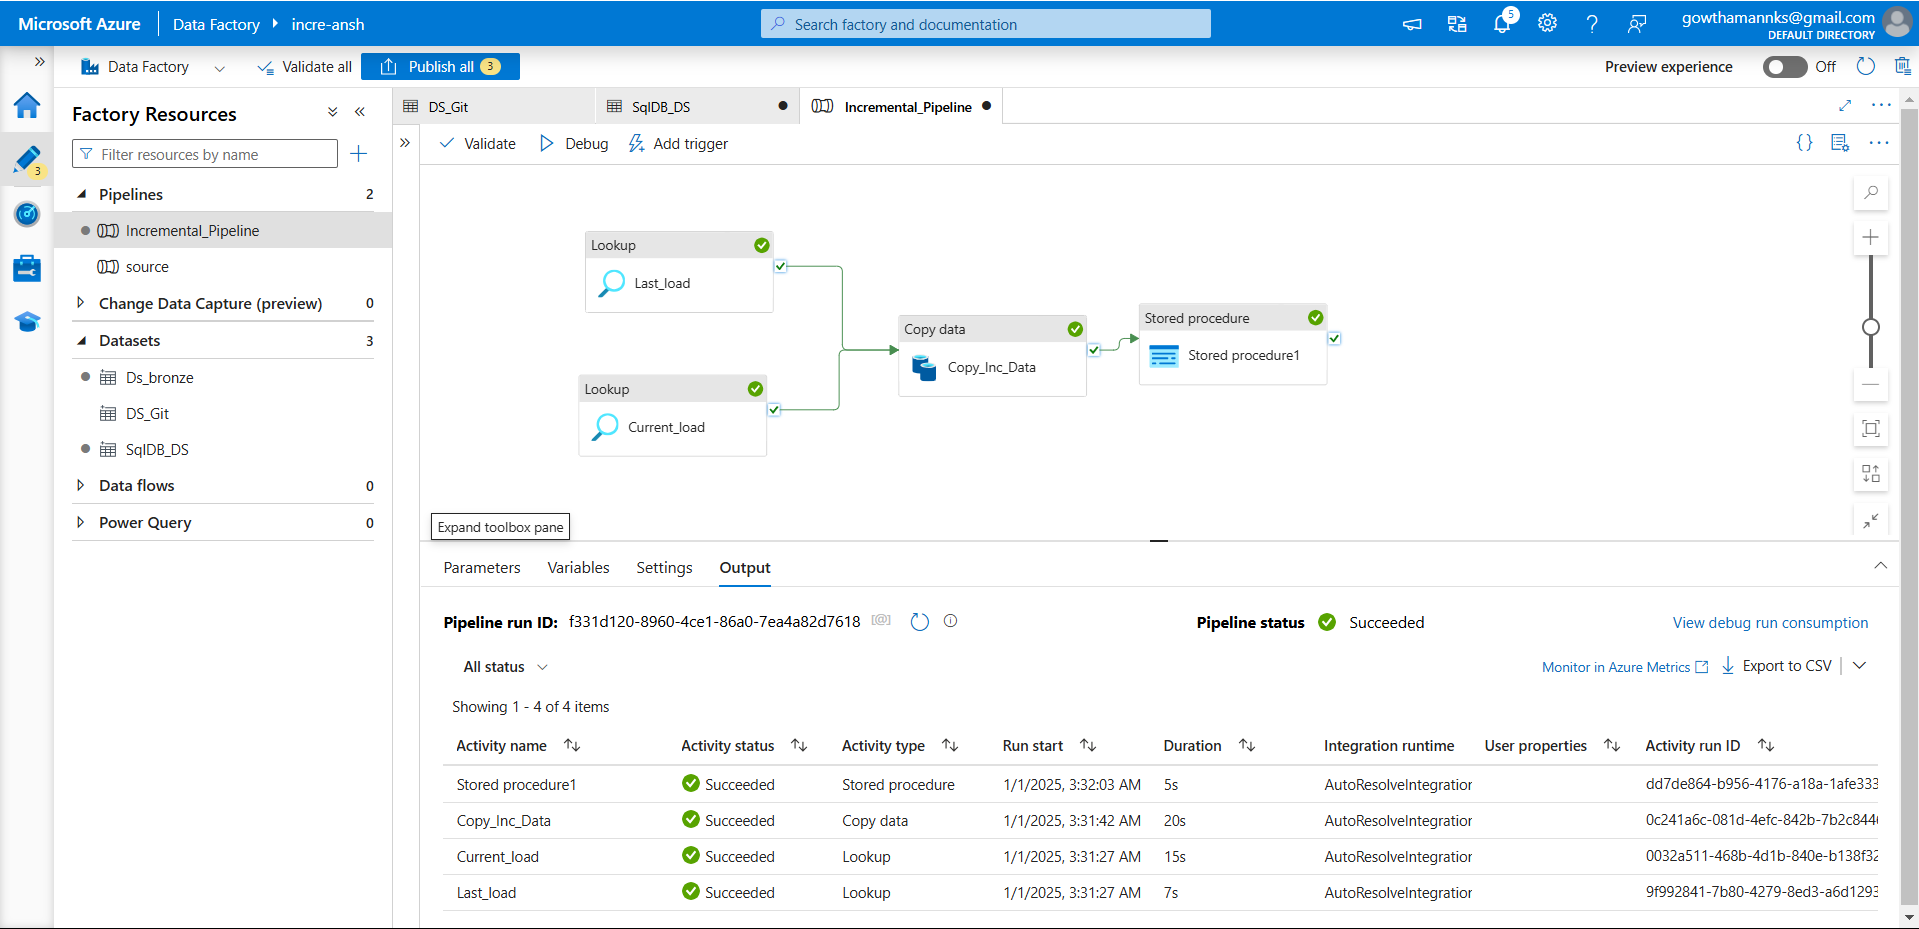 Microsoft Azure Data Factory incre-ansh Search factory and documentation 5 gowthamannks@gmail.com
DEFAULT DIRECTORY
Data Factory Validate all Publish all 3 Preview experience Off
Factory Resources
DS_Git SqlDB_DS Incremental_Pipeline
Filter resources by name
Validate Debug Add trigger {}
3
Pipelines 2
Incremental_Pipeline
source
Change Data Capture (preview) 0
Datasets 3
Ds_bronze
DS_Git
SqlDB_DS
Data flows 0
Power Query 0
Lookup
Last_load
Lookup
Current_load
Copy data
Copy_Inc_Data
Stored procedure
Stored procedure1
Expand toolbox pane
Parameters Variables Settings Output
Pipeline run ID: f331d120-8960-4ce1-86a0-7ea4a82d7618 [@] Pipeline status Succeeded View debug run consumption
All status Monitor in Azure Metrics Export to CSV
Showing 1 - 4 of 4 items
Activity name Activity status Activity type Run start Duration Integration runtime User properties Activity run ID
Stored procedure1 Succeeded Stored procedure 1/1/2025, 3:32:03 AM 5s AutoResolveIntegration dd7de864-b956-4176-a18a-1afe333
Copy_Inc_Data Succeeded Copy data 1/1/2025, 3:31:42 AM 20s AutoResolveIntegration 0c241a6c-081d-4efc-842b-7b2c844
Current_load Succeeded Lookup 1/1/2025, 3:31:27 AM 15s AutoResolveIntegration 0032a511-468b-4d1b-840e-b138f32
Last_load Succeeded Lookup 1/1/2025, 3:31:27 AM 7s AutoResolveIntegration 9f992841-7b80-4279-8ed3-a6d1293